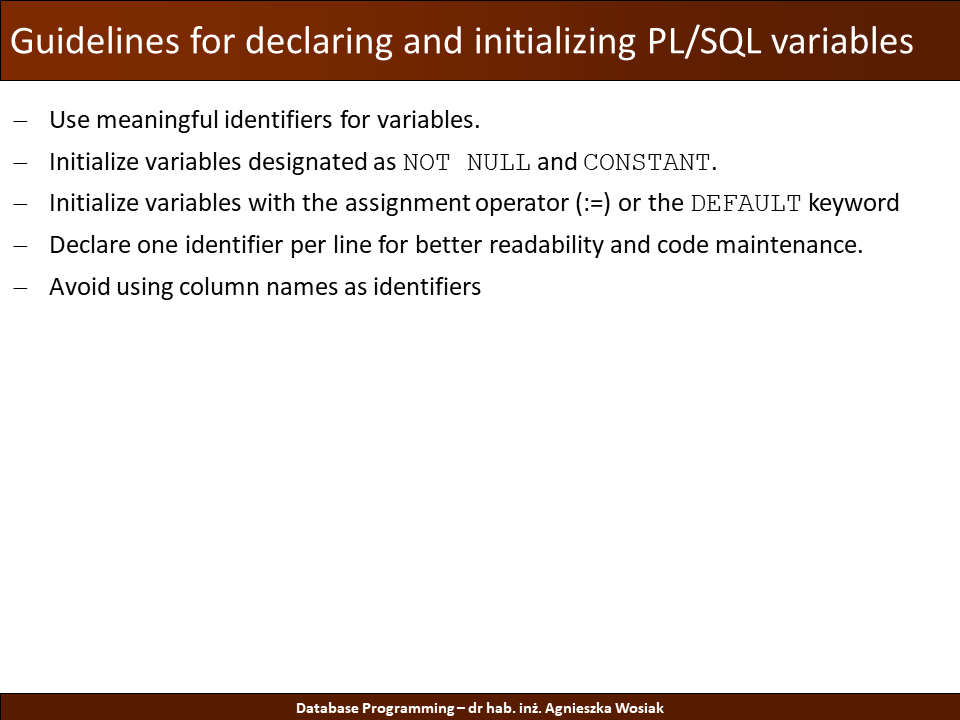 Guidelines for declaring and initializing PL/SQL variables
– Use meaningful identifiers for variables.
– Initialize variables designated as NOT NULL and CONSTANT.
– Initialize variables with the assignment operator (:=) or the DEFAULT keyword
– Declare one identifier per line for better readability and code maintenance.
– Avoid using column names as identifiers
Database Programming – dr hab. inż. Agnieszka Wosiak